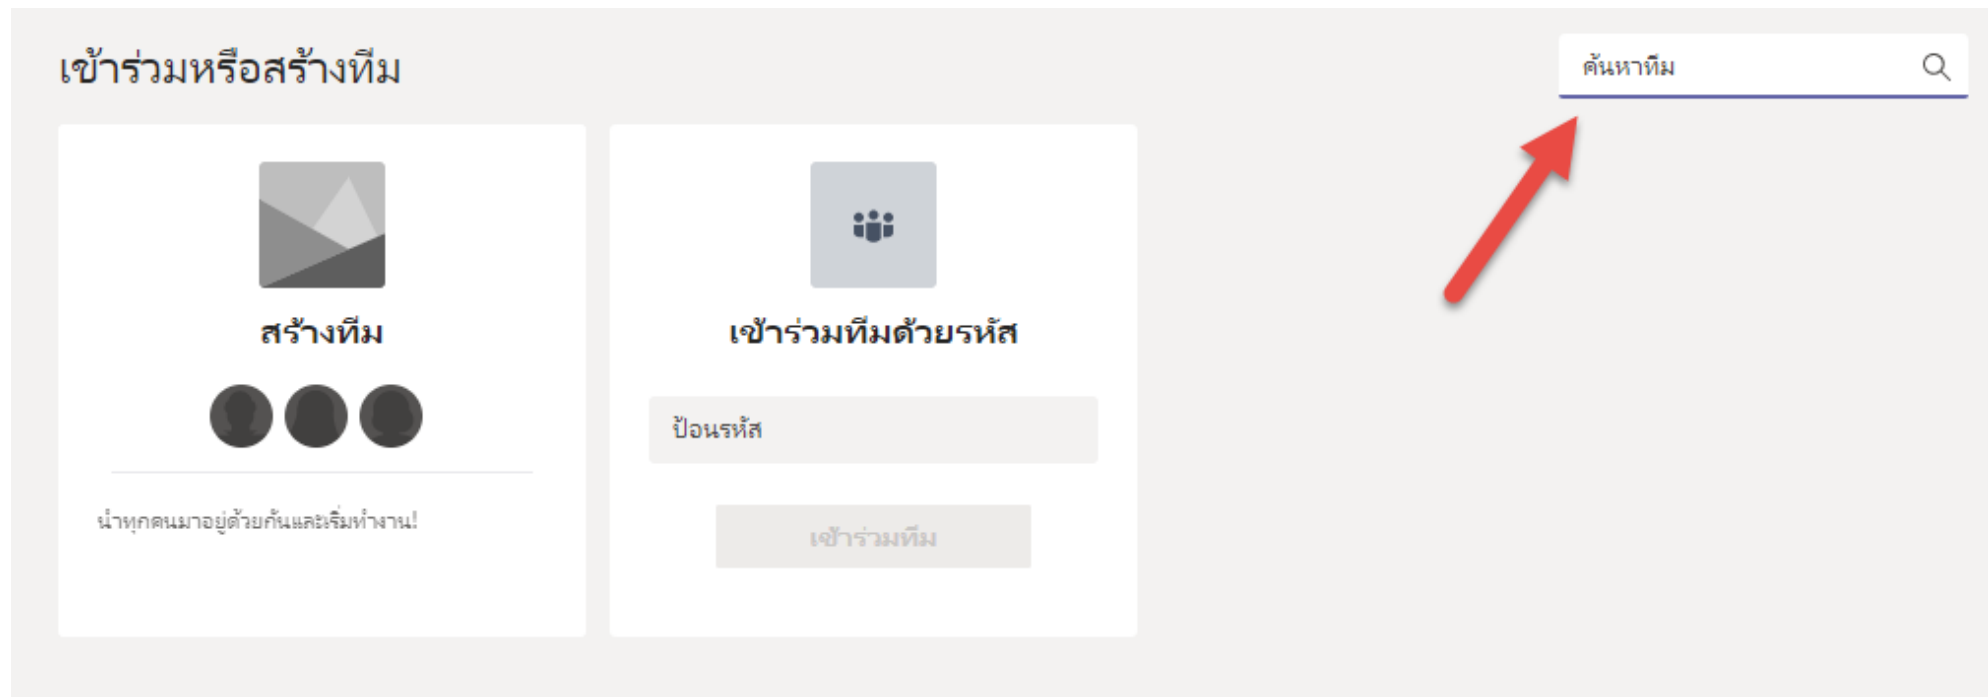 เข้าร่วมหรือสร้างทีม
ค้นหาทีม
สร้างทีม
นำทุกคนมาอยู่ด้วยกันและเริ่มทำงาน!
เข้าร่วมทีมด้วยรหัส
ป้อนรหัส
เข้าร่วมทีม